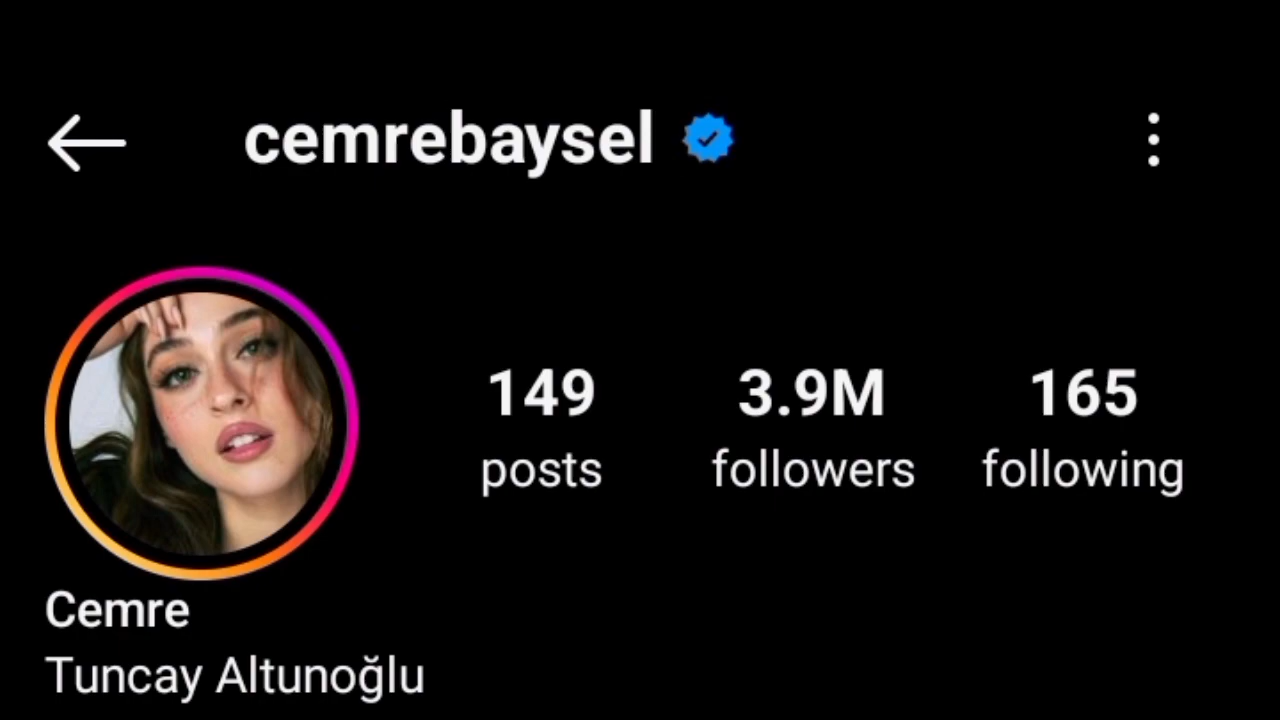 cemrebaysel
149 3.9M 165
posts followers following
Cemre
Tuncay Altunoğlu